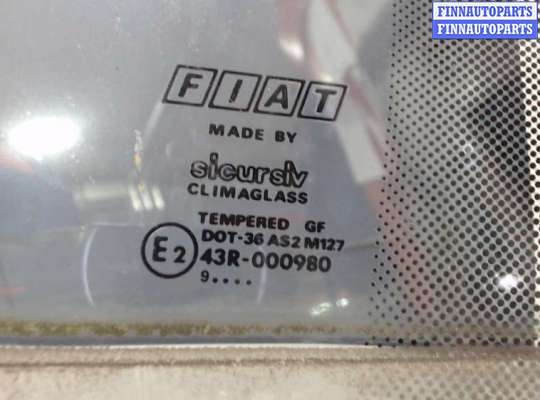 FINNAUTOPARTS
FINNAUTOPARTS
FIAT
MADE BY
sicursiv
CLIMAGLASS
TEMPERED GF
DOT-36 AS2 M127
E2 43R-000980
9....